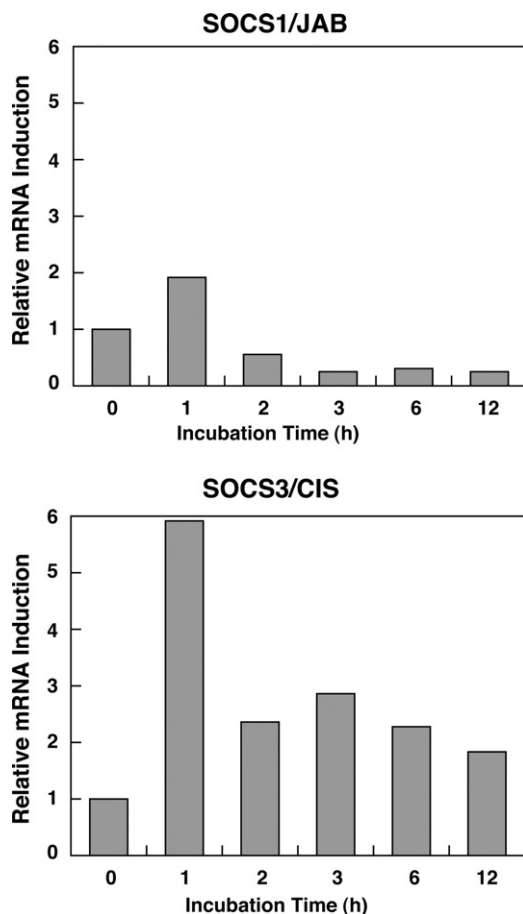 SOCS1/JAB
Relative mRNA Induction
6
5
4
3
2
1
0
0 1 2 3 6 12
Incubation Time (h)
SOCS3/CIS
Relative mRNA Induction
6
5
4
3
2
1
0
0 1 2 3 6 12
Incubation Time (h)